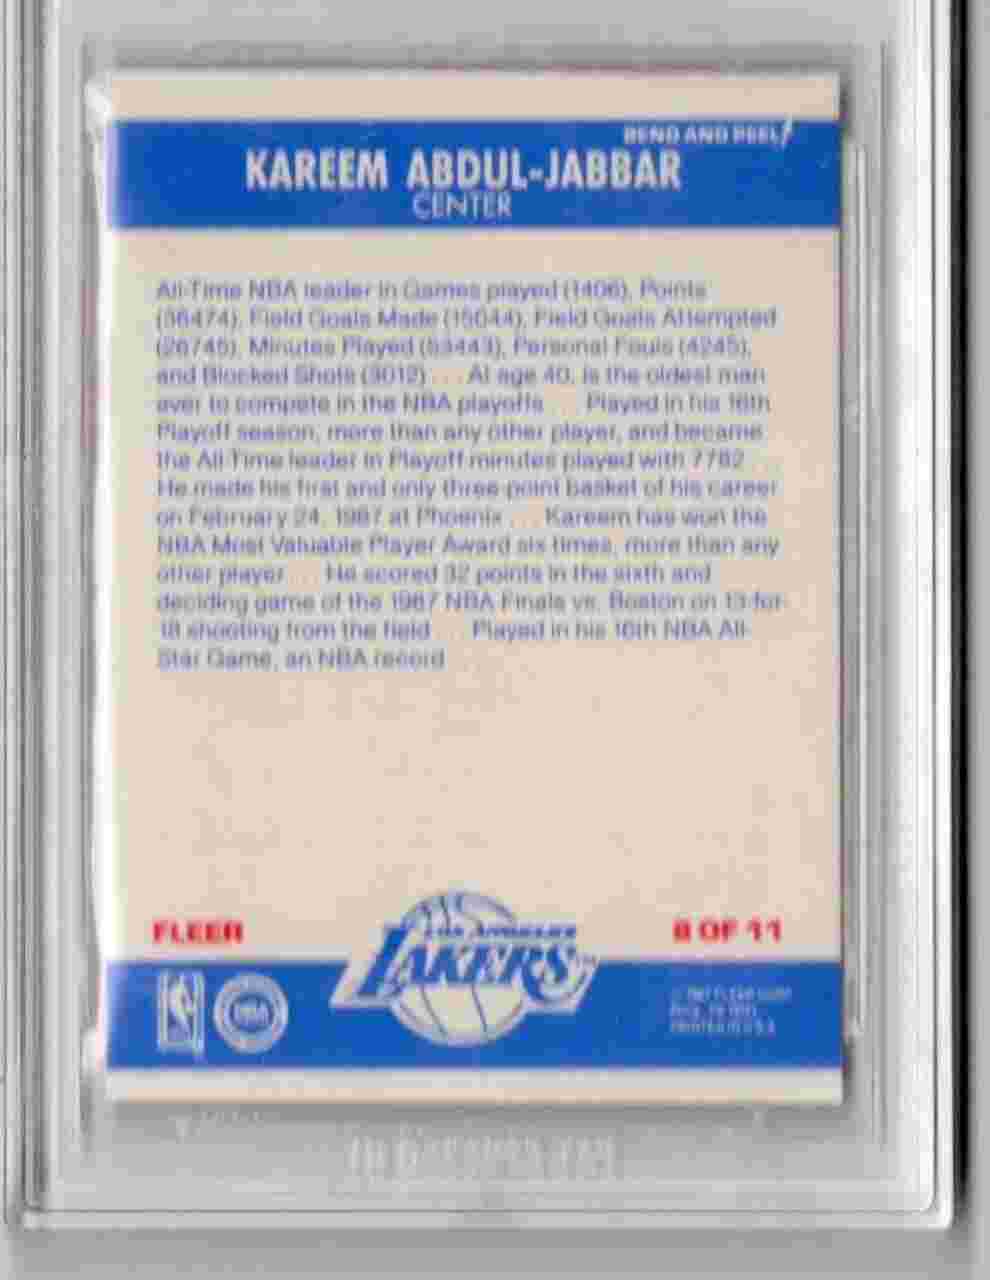 BEND AND PEEL
KAREEM ABDUL-JABBAR
CENTER
All-Time NBA leader in Games played (1406), Points
(36474), Field Goals Made (15044), Field Goals Attempted
(26745), Minutes Played (53443), Personal Fouls (4245),
and Blocked Shots (3012) . . . At age 40, is the oldest man
ever to compete in the NBA playoffs . . . Played in his 16th
Playoff season, more than any other player, and became
the All-Time leader in Playoff minutes played with 7782 . . .
He made his first and only three-point basket of his career
on February 24, 1987 at Phoenix . . . Kareem has won the
NBA Most Valuable Player Award six times, more than any
other player . . . He scored 32 points in the sixth and
deciding game of the 1987 NBA Finals vs. Boston on 13-for-
18 shooting from the field . . . Played in his 16th NBA All-
Star Game, an NBA record
FLEER
LOS ANGELES
LAKERS
8 OF 11
NBA
PRINTED IN U.S.A.